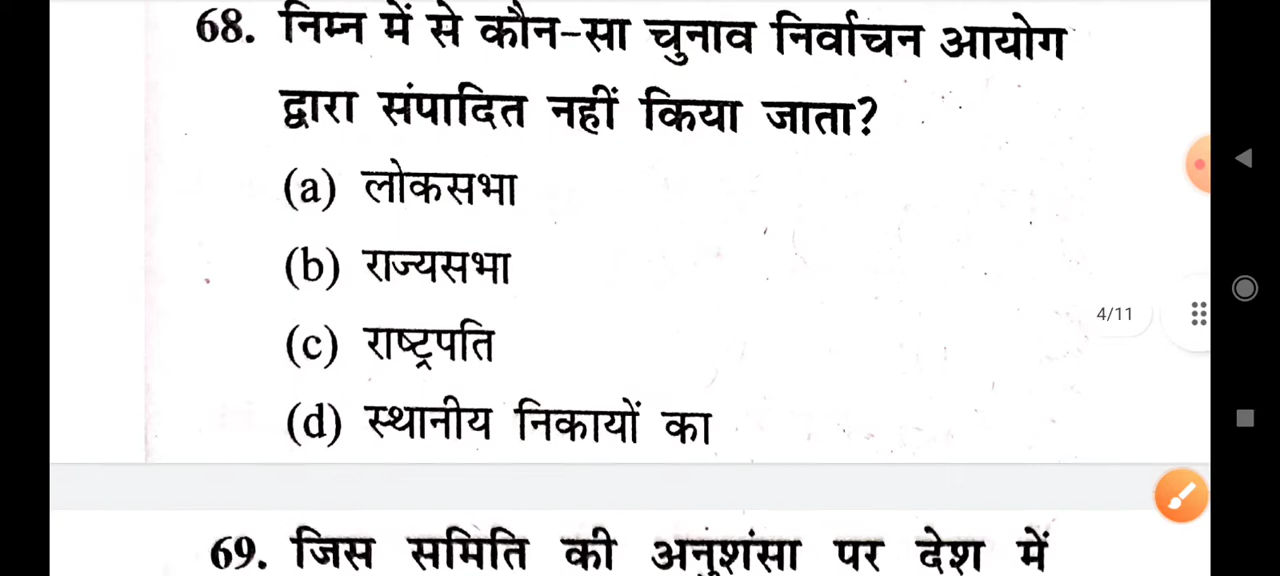 68. निम्न में से कौन-सा चुनाव निर्वाचन आयोग
द्वारा संपादित नहीं किया जाता?
(a) लोकसभा
(b) राज्यसभा
(c) राष्ट्रपति
4/11
(d) स्थानीय निकायों का
69. जिस समिति की अनुशंसा पर देश में